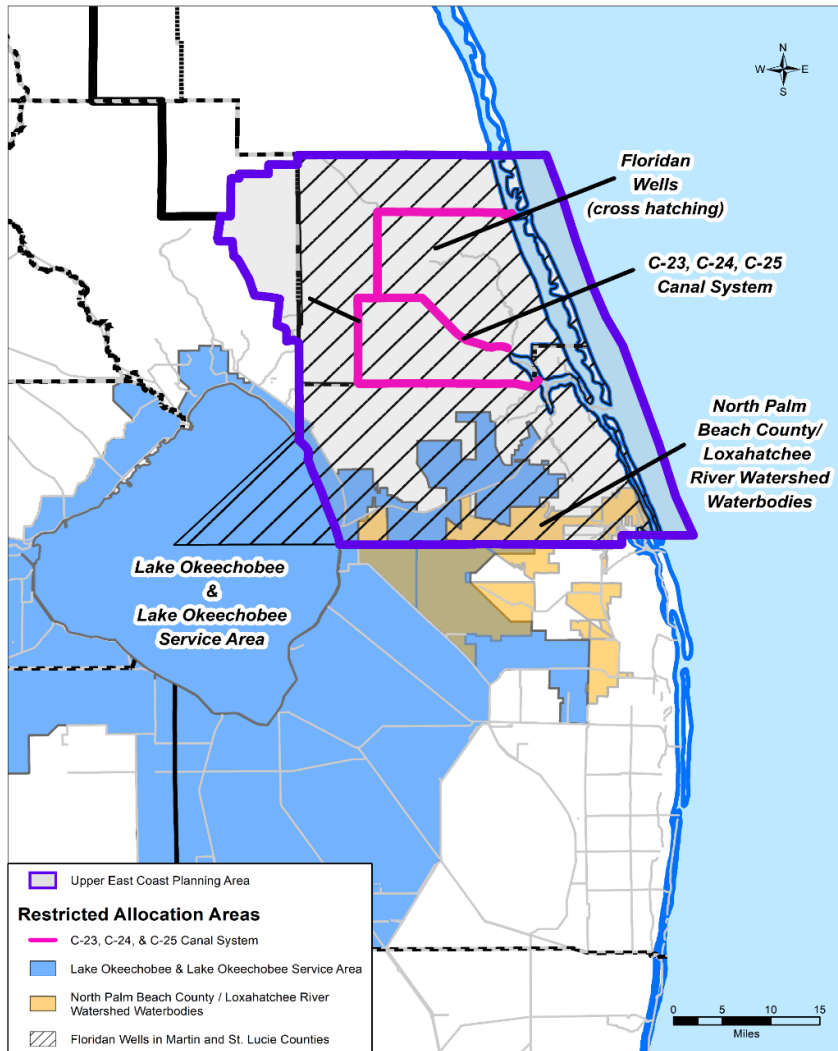 N
W E
S
Floridan
Wells
(cross hatching)
C-23, C-24, C-25
Canal System
North Palm
Beach County/
Loxahatchee
River Watershed
Waterbodies
Lake Okeechobee
&
Lake Okeechobee
Service Area
Upper East Coast Planning Area
Restricted Allocation Areas
C-23, C-24, & C-25 Canal System
Lake Okeechobee & Lake Okeechobee Service Area
North Palm Beach County / Loxahatchee River
Watershed Waterbodies
Floridan Wells in Martin and St. Lucie Counties
0 5 10 15
Miles